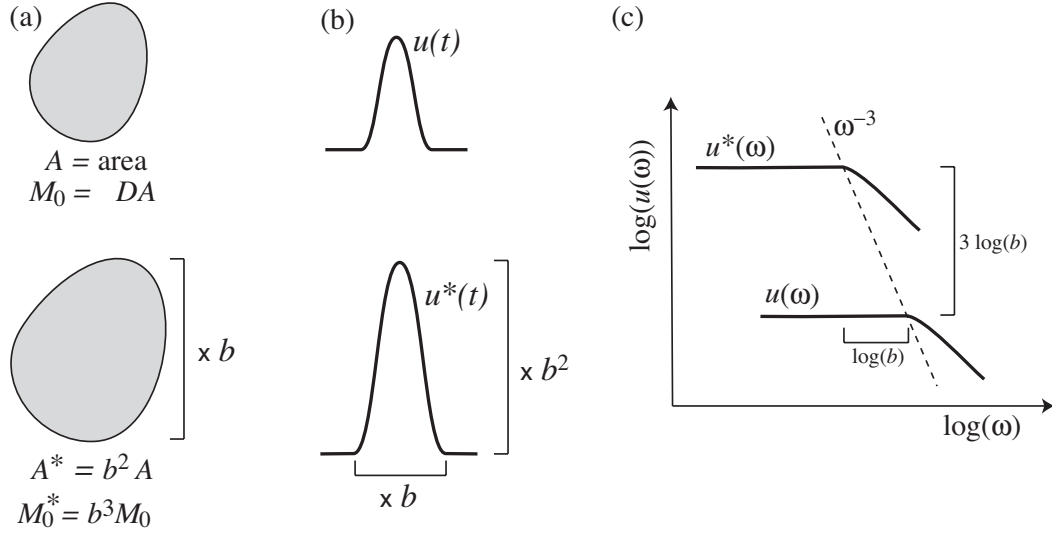 (a)
A = area
M₀ = DA
× b
A* = b² A
M₀* = b³M₀
(b)
u(t)
u*(t)
× b²
× b
(c)
log(u(ω))
ω⁻³
u*(ω)
3 log(b)
u(ω)
log(b)
log(ω)